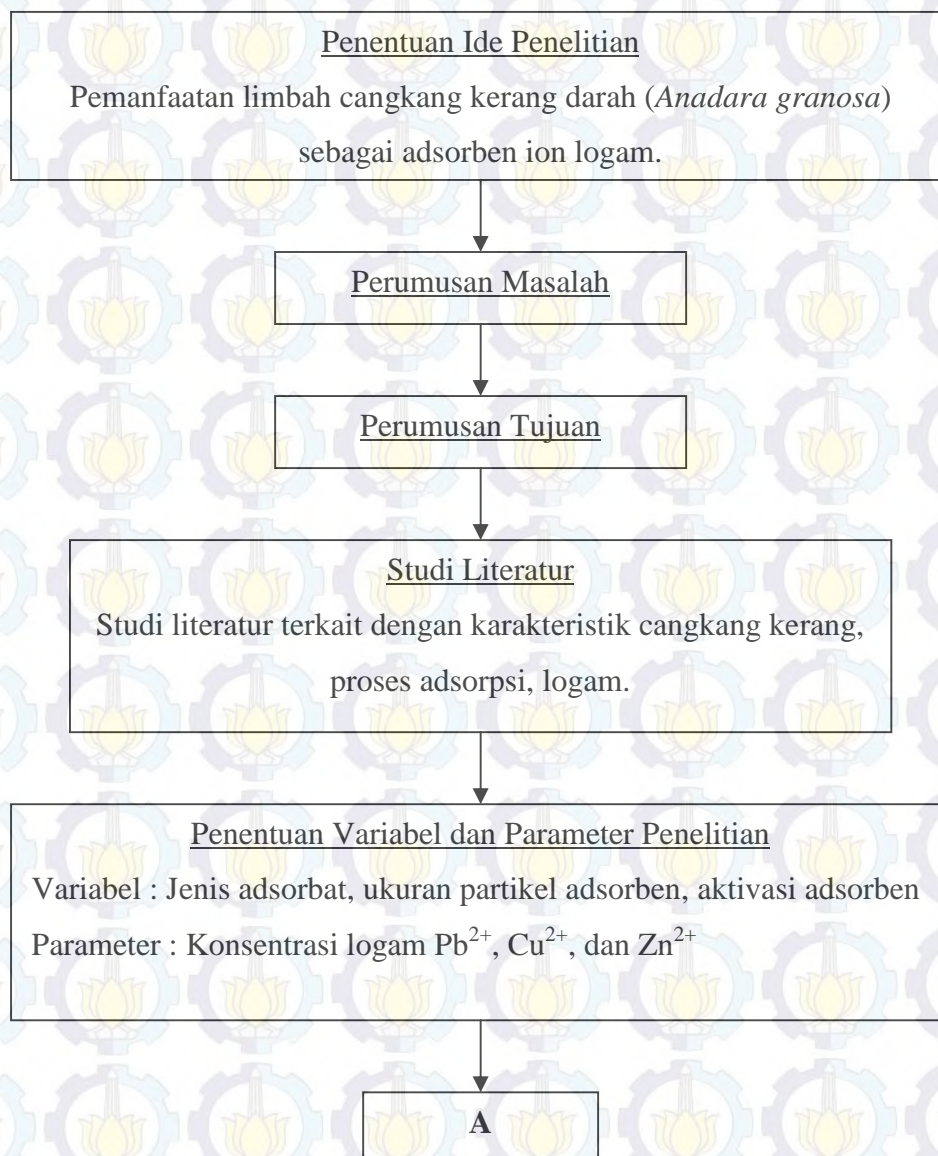 Penentuan Ide Penelitian
Pemanfaatan limbah cangkang kerang darah (Anadara granosa)
sebagai adsorben ion logam.
Perumusan Masalah
Perumusan Tujuan
Studi Literatur
Studi literatur terkait dengan karakteristik cangkang kerang,
proses adsorpsi, logam.
Penentuan Variabel dan Parameter Penelitian
Variabel : Jenis adsorbat, ukuran partikel adsorben, aktivasi adsorben
Parameter : Konsentrasi logam Pb²⁺, Cu²⁺, dan Zn²⁺
A